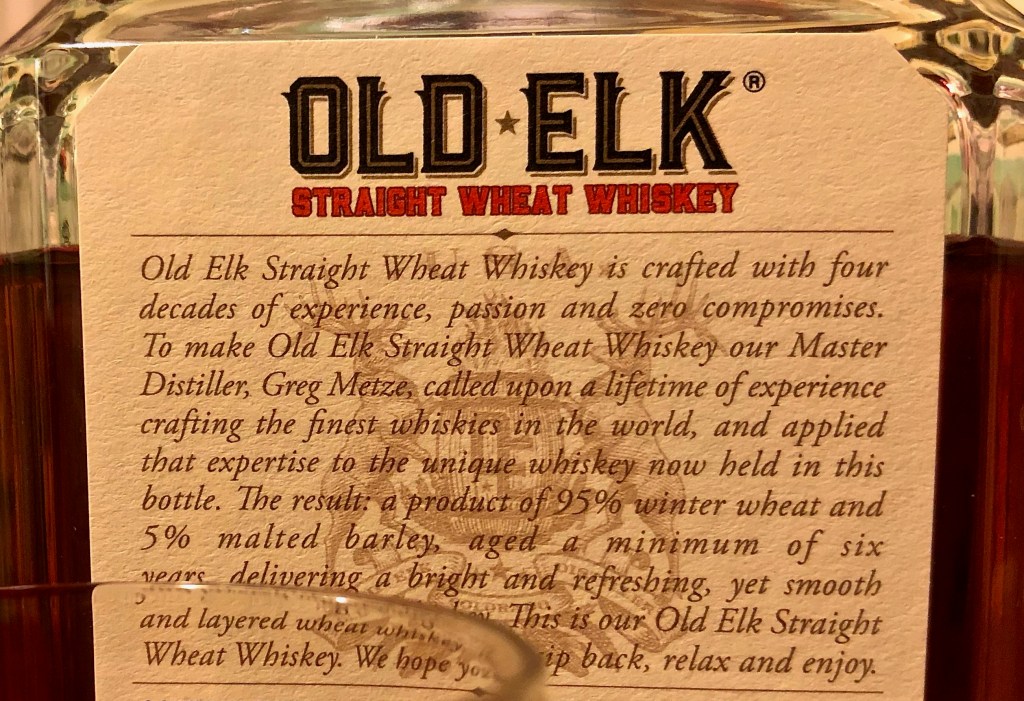 OLD ★ ELK®
STRAIGHT WHEAT WHISKEY
Old Elk Straight Wheat Whiskey is crafted with four
decades of experience, passion and zero compromises.
To make Old Elk Straight Wheat Whiskey our Master
Distiller, Greg Metze, called upon a lifetime of experience
crafting the finest whiskies in the world, and applied
that expertise to the unique whiskey now held in this
bottle. The result: a product of 95% winter wheat and
5% malted barley, aged a minimum of six
years, delivering a bright and refreshing, yet smooth
and layered wheat whiskey. This is our Old Elk Straight
Wheat Whiskey. We hope you back, relax and enjoy.